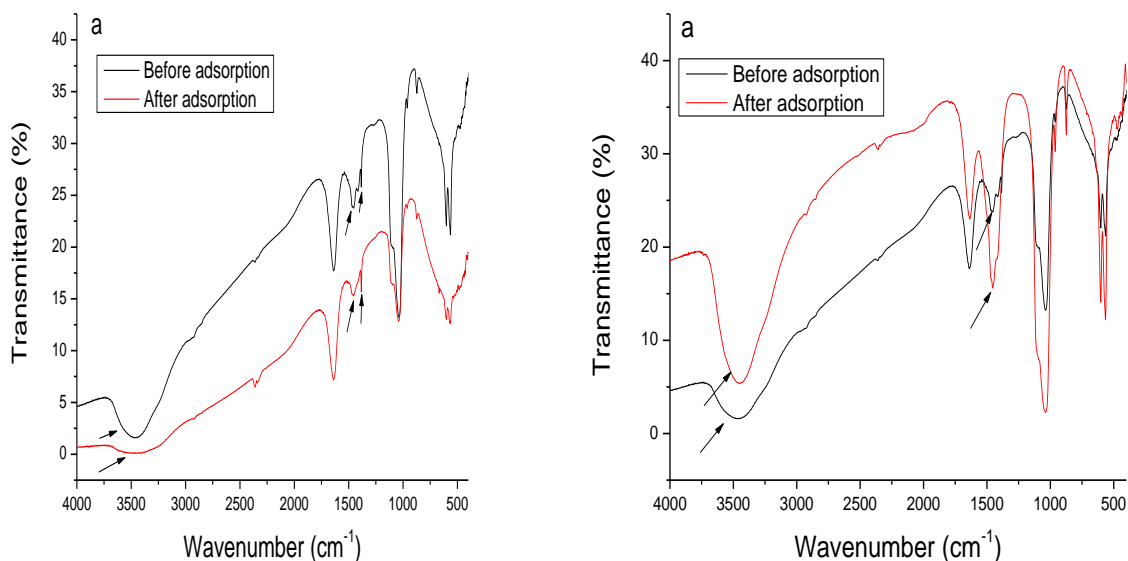 a
Before adsorption
After adsorption
Transmittance (%)
40
35
30
25
20
15
10
5
0
4000 3500 3000 2500 2000 1500 1000 500
Wavenumber (cm⁻¹)
a
Before adsorption
After adsorption
Transmittance (%)
40
30
20
10
0
4000 3500 3000 2500 2000 1500 1000 500
Wavenumber (cm⁻¹)